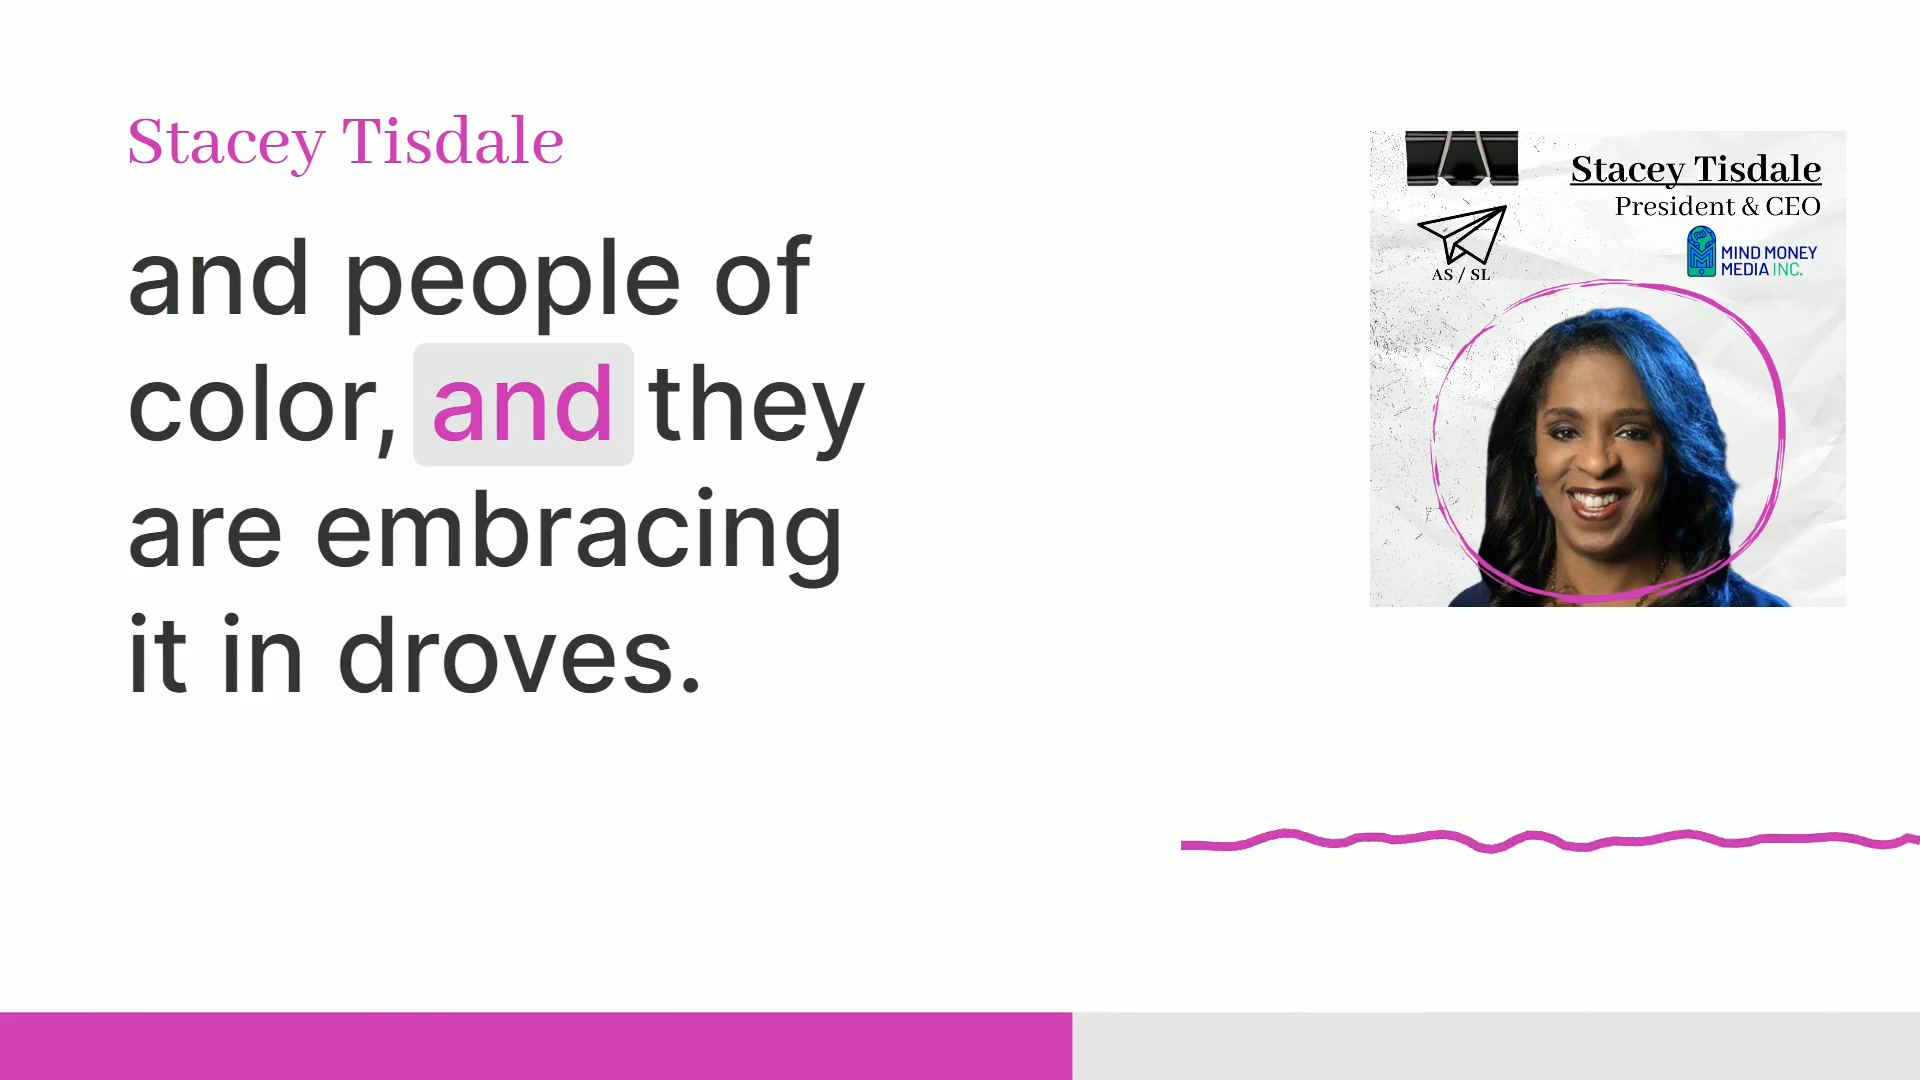 Stacey Tisdale
and people of
color, and they
are embracing
it in droves.
Stacey Tisdale
President & CEO
MIND MONEY
MEDIA INC.
AS / SL